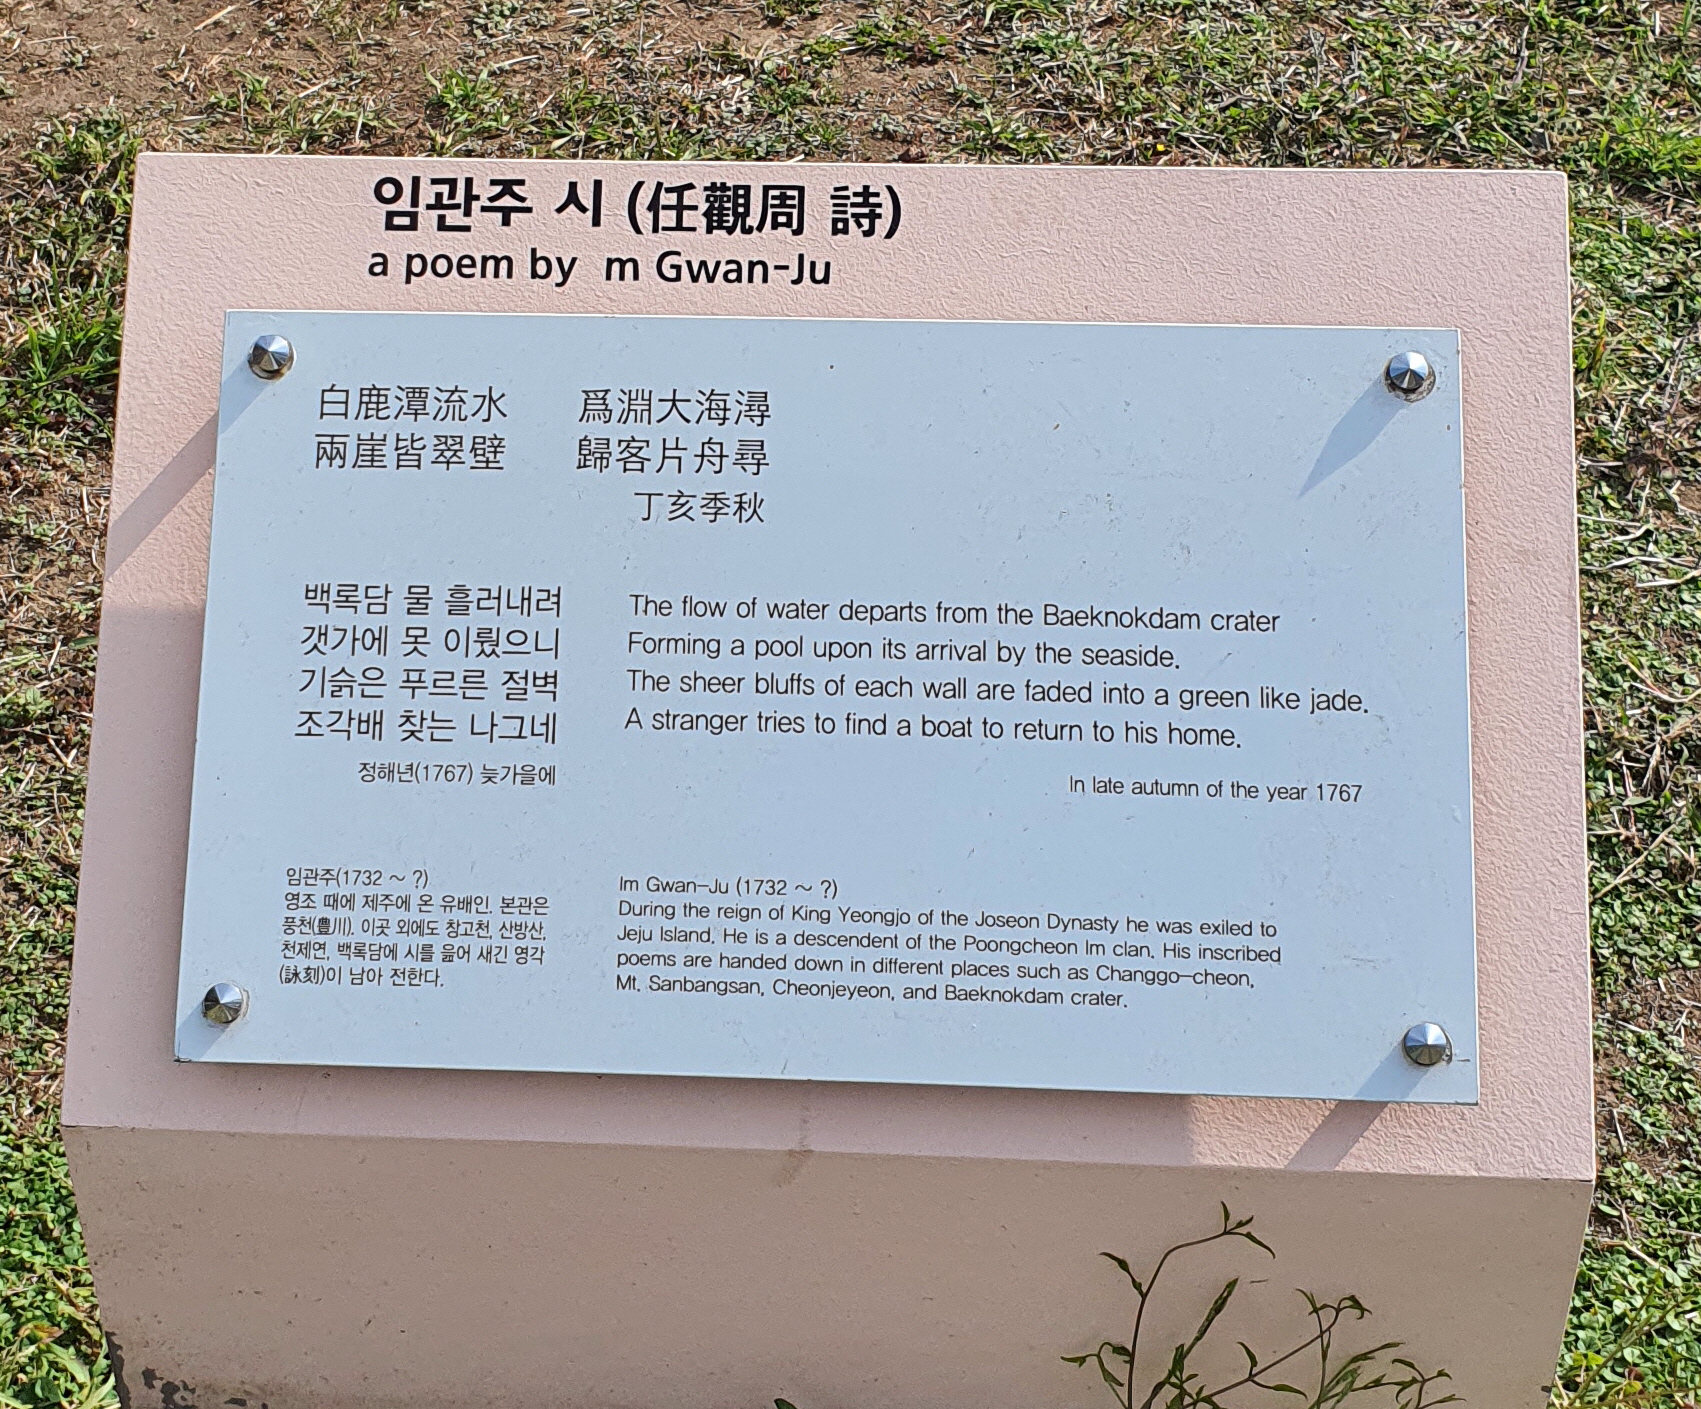 임관주 시 (任觀周 詩)
a poem by m Gwan-Ju
白鹿潭流水 爲淵大海潯
兩崖皆翠壁 歸客片舟尋
丁亥季秋
백록담 물 흘러내려
갯가에 못 이뤘으니
기슭은 푸르른 절벽
조각배 찾는 나그네
정해년(1767) 늦가을에
The flow of water departs from the Baeknokdam crater
Forming a pool upon its arrival by the seaside.
The sheer bluffs of each wall are faded into a green like jade.
A stranger tries to find a boat to return to his home.
In late autumn of the year 1767
임관주(1732 ~ ?)
영조 때에 제주에 온 유배인. 본관은
풍천(豊川). 이곳 외에도 창고천, 산방산,
천제연, 백록담에 시를 읊어 새긴 영각
(詠刻)이 남아 전한다.
Im Gwan-Ju (1732 ~ ?)
During the reign of King Yeongjo of the Joseon Dynasty he was exiled to
Jeju Island. He is a descendent of the Poongcheon Im clan. His inscribed
poems are handed down in different places such as Changgo-cheon,
Mt. Sanbangsan, Cheonjeyeon, and Baeknokdam crater.